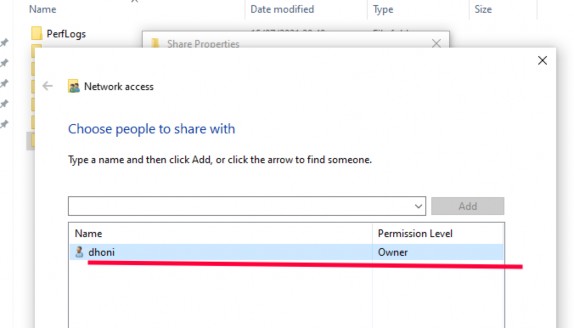 Name Date modified Type Size
PerfLogs
Share Properties
Network access
Choose people to share with
Type a name and then click Add, or click the arrow to find someone.
Add
Name Permission Level
dhoni Owner